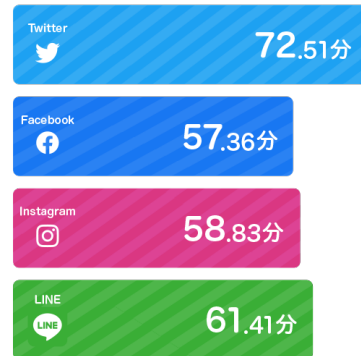 Twitter
72.51分
Facebook
57.36分
Instagram
58.83分
LINE
61.41分
LINE